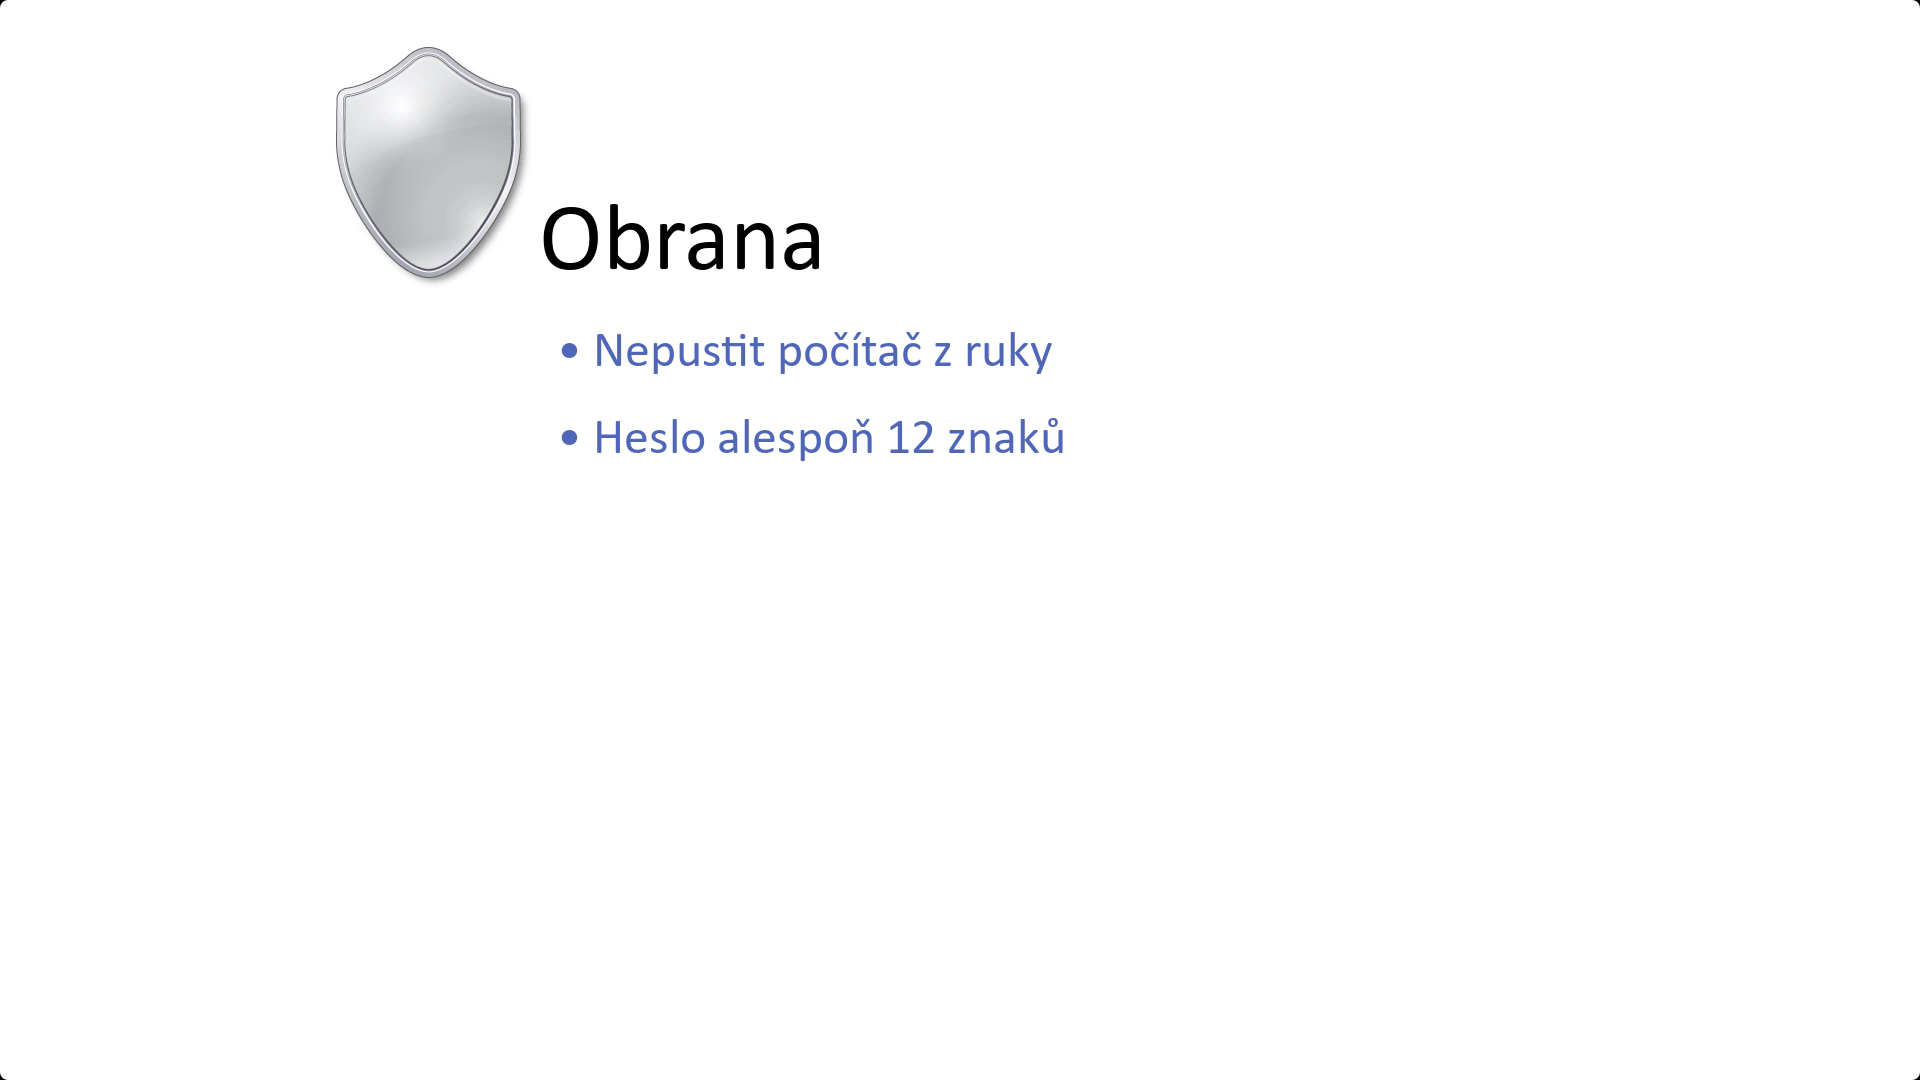 Obrana
• Nepustit počítač z ruky
• Heslo alespoň 12 znaků